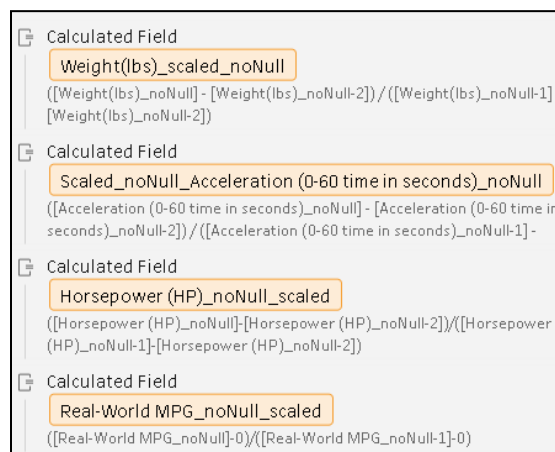 Calculated Field
Weight(lbs)_scaled_noNull
([Weight(lbs)_noNull] - [Weight(lbs)_noNull-2]) / ([Weight(lbs)_noNull-1]
[Weight(lbs)_noNull-2])
Calculated Field
Scaled_noNull_Acceleration (0-60 time in seconds)_noNull
([Acceleration (0-60 time in seconds)_noNull] - [Acceleration (0-60 time in
seconds)_noNull-2]) / ([Acceleration (0-60 time in seconds)_noNull-1] -
Calculated Field
Horsepower (HP)_noNull_scaled
([Horsepower (HP)_noNull]-[Horsepower (HP)_noNull-2])/([Horsepower
(HP)_noNull-1]-[Horsepower (HP)_noNull-2])
Calculated Field
Real-World MPG_noNull_scaled
([Real-World MPG_noNull]-0)/([Real-World MPG_noNull-1]-0)